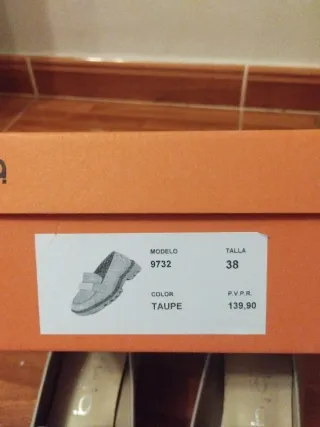 MODELO TALLA
9732 38
COLOR P.V.P.R.
TAUPE 139,90